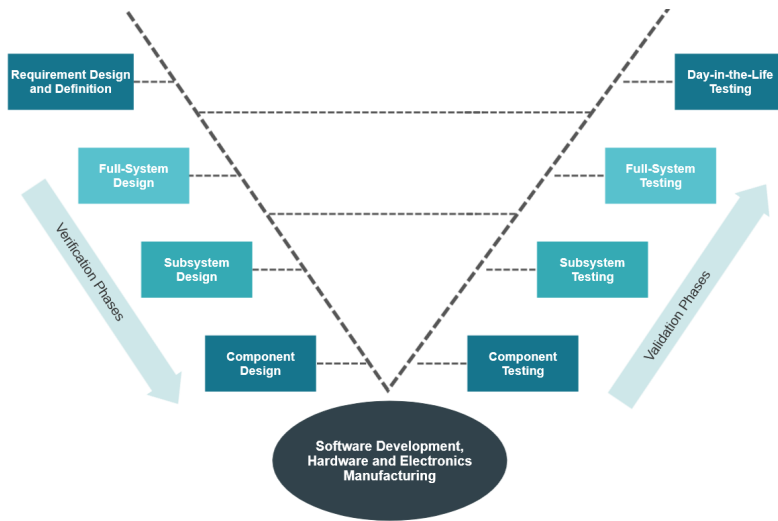 Requirement Design
and Definition
Day-in-the-Life
Testing
Full-System
Design
Full-System
Testing
Verification Phases
Subsystem
Design
Subsystem
Testing
Validation Phases
Component
Design
Component
Testing
Software Development,
Hardware and Electronics
Manufacturing